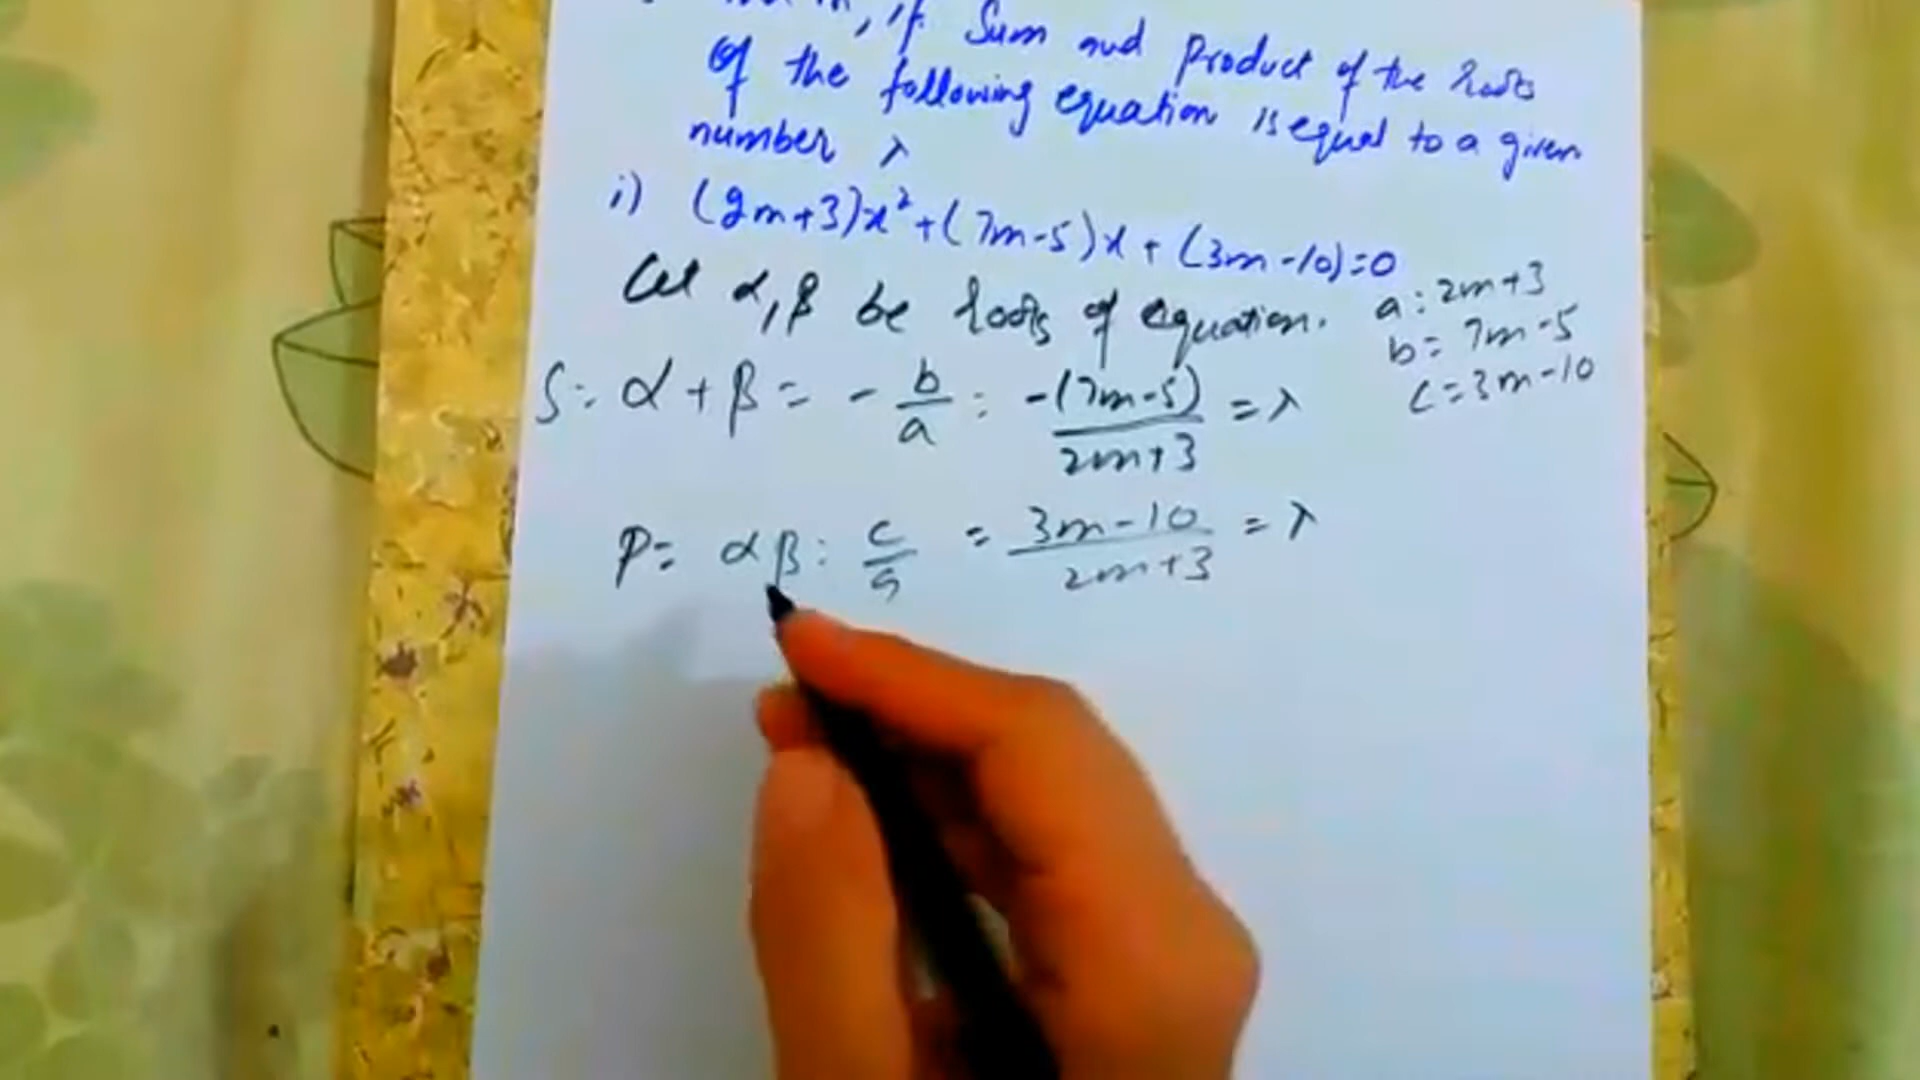 m, if Sum and product of the roots
of the following equation is equal to a given
number λ
i) (2m+3)x²+(7m-5)x+(3m-10)=0
Let α,β be roots of equation.
a: 2m+3
b= 7m-5
c=3m-10
S: α+β= -b/a : -(7m-5)/2m+3 =λ
P= αβ: c/a = 3m-10/2m+3 =λ